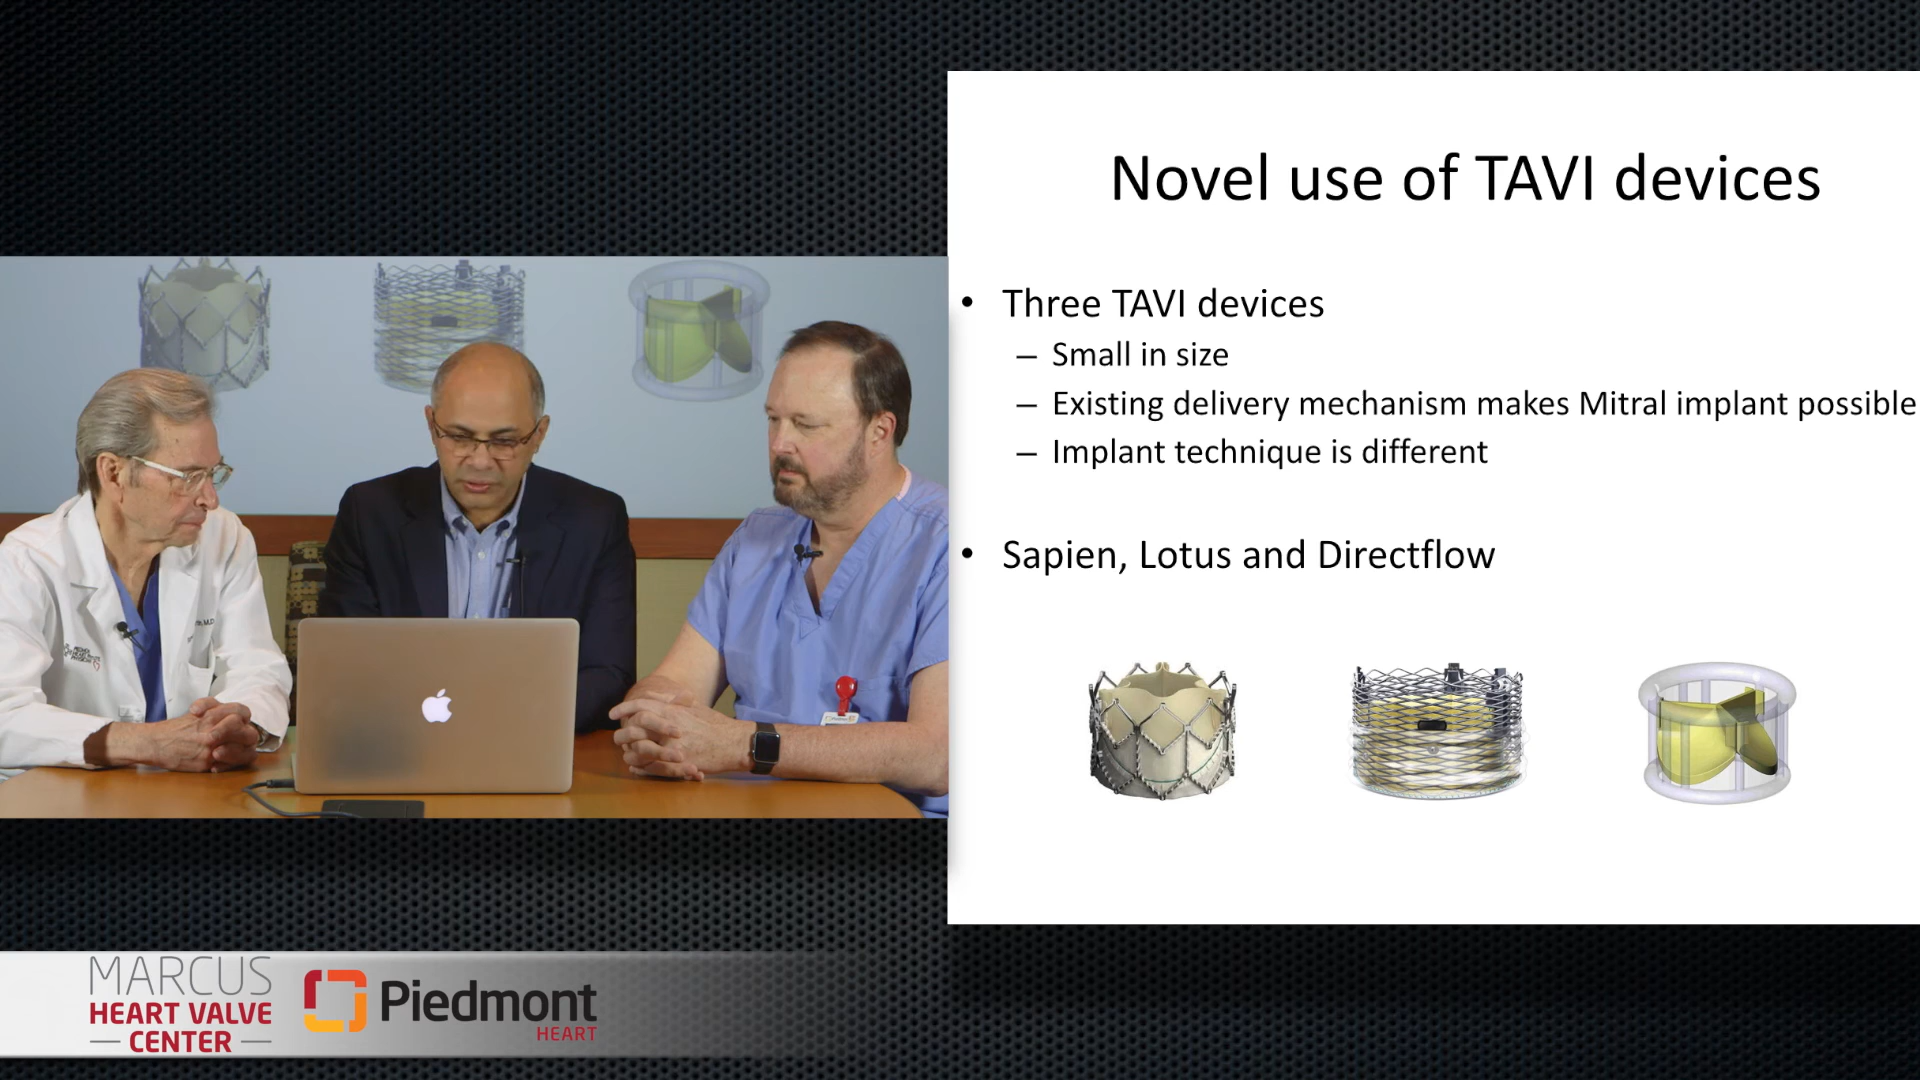 Novel use of TAVI devices
• Three TAVI devices
– Small in size
– Existing delivery mechanism makes Mitral implant possible
– Implant technique is different
• Sapien, Lotus and Directflow
MARCUS
HEART VALVE
— CENTER —
Piedmont
HEART